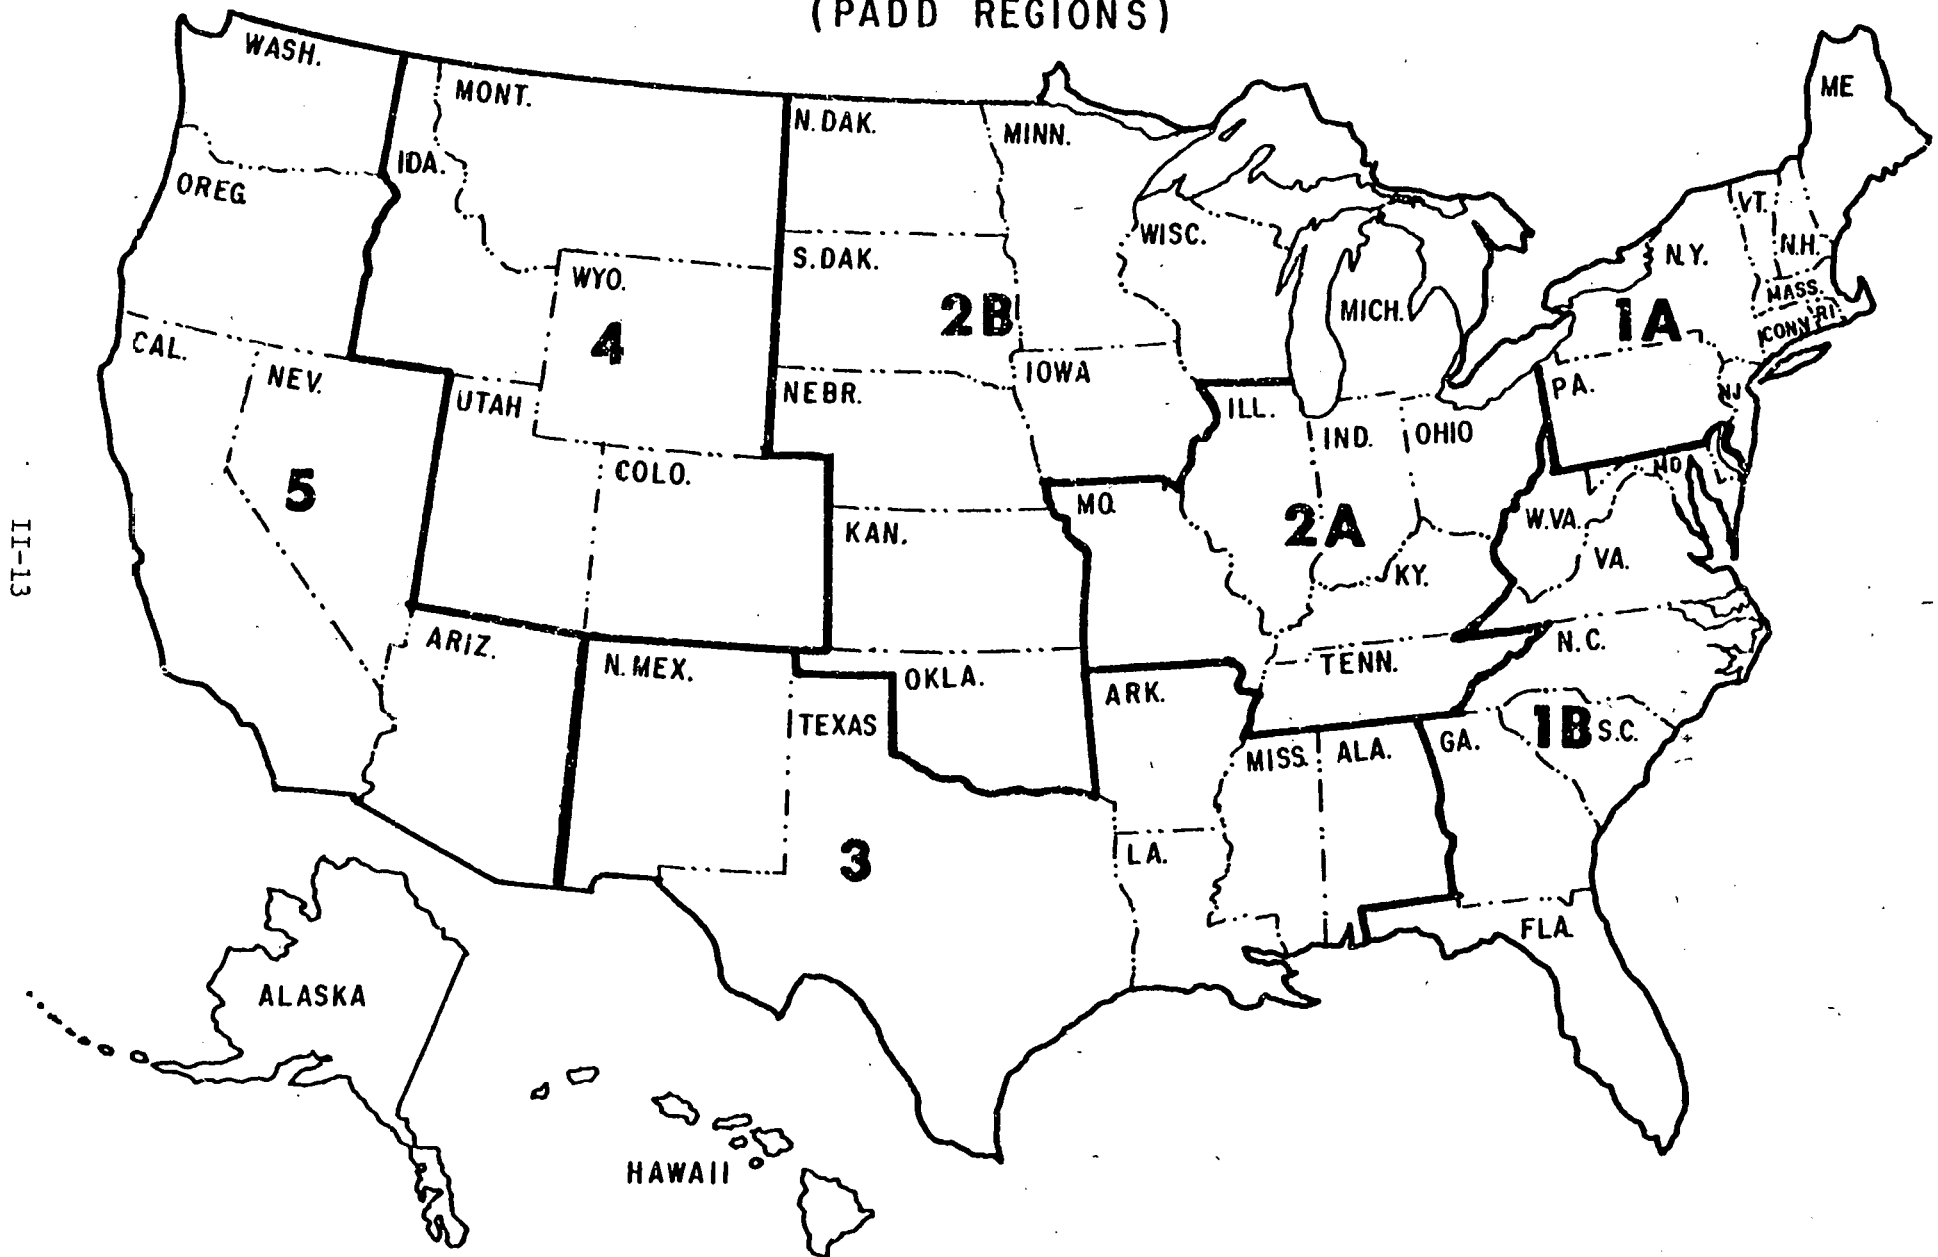 (PADD REGIONS)
WASH.
MONT.
N.DAK.
MINN.
ME
IDA.
OREG
VT.
WISC.
N.H.
N.Y.
S.DAK.
WYO.
MASS.
2B
MICH.
1A
RI
CONN
4
CAL.
NEV.
UTAH
NEBR.
IOWA
ILL.
IND.
OHIO
PA.
NJ
MD
COLO.
5
MO.
KAN.
2A
W.VA.
VA.
KY.
II-13
ARIZ.
N.MEX.
OKLA.
TENN.
N.C.
ARK.
TEXAS
MISS.
ALA.
GA.
1B
S.C.
3
LA.
FLA.
ALASKA
HAWAII